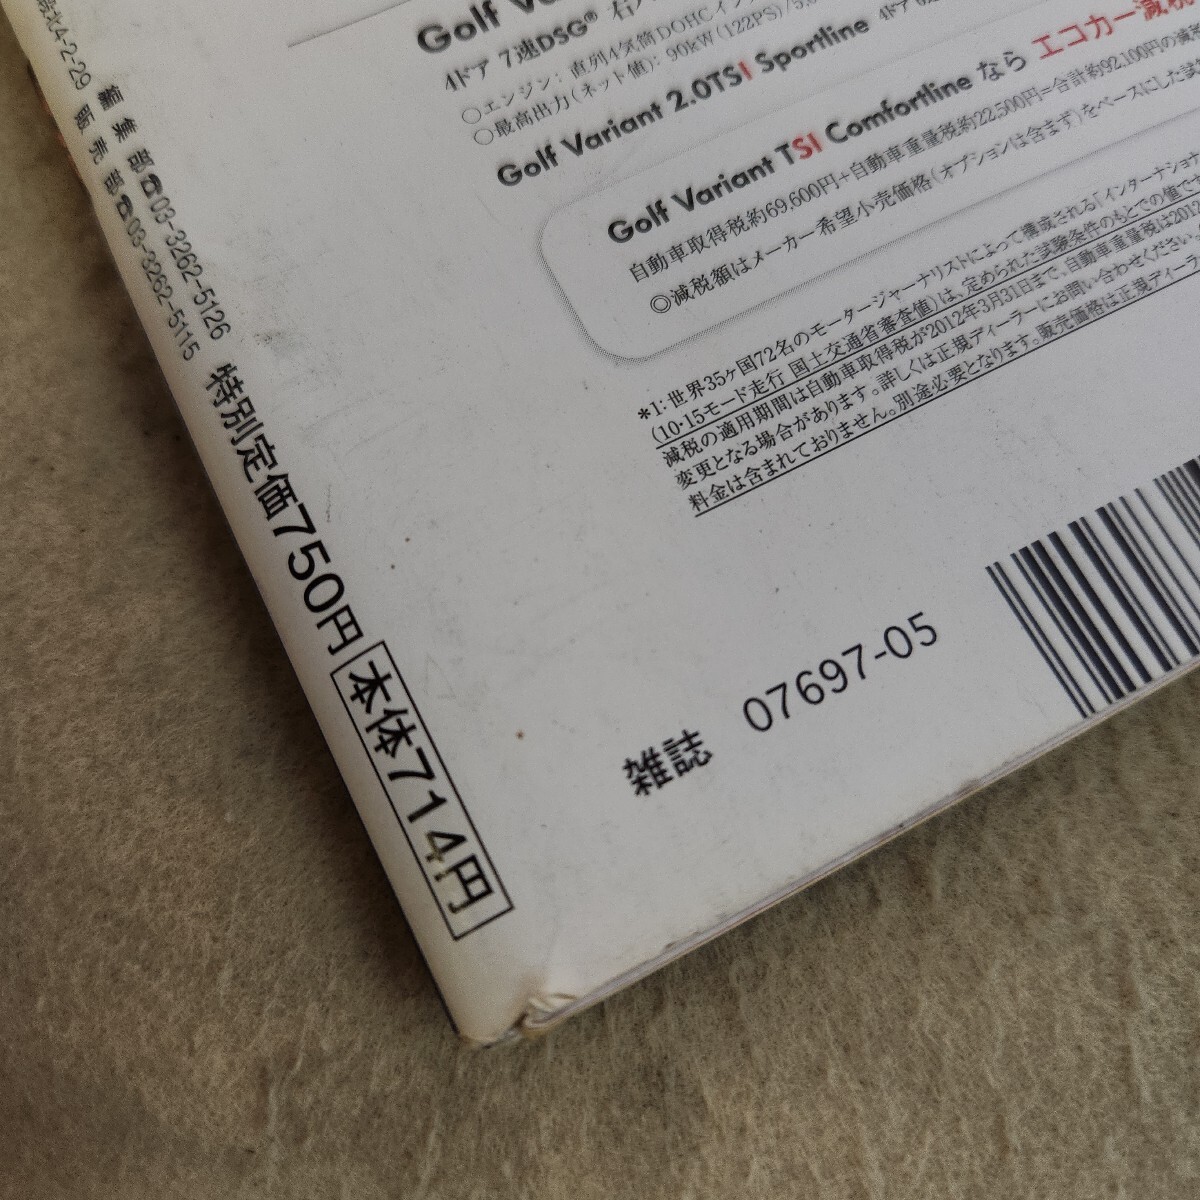 Golf
4ドア 7速DSG® 右
○エンジン: 直列4気筒DOHC
○最高出力(ネット値): 90kW(122PS)/5,0
Golf Variant 2.0TSI Sportline 4ドア
Golf Variant TSI Comfortline なら エコカー減税
自動車取得税約69,600円+自動車重量税約22,500円=合計約92,100円の減
◎減税額はメーカー希望小売価格(オプションは含まず)をベースにした試
*1:世界35ヶ国72名のモータージャーナリストによって構成される「インターナショナ
(10·15モード走行 国土交通省審査値)は、定められた試験条件のもとでの値です
減税の適用期間は自動車取得税が2012年3月31日まで、自動車重量税は2012
変更となる場合があります。詳しくは正規ディーラーにお問い合わせください。
料金は含まれておりません。別途必要となります。販売価格は正規ディーラ
4-2-29 編集部☎03-3262-5126
販売部☎03-3262-5115
特別定価750円 本体714円
雑誌 07697-05